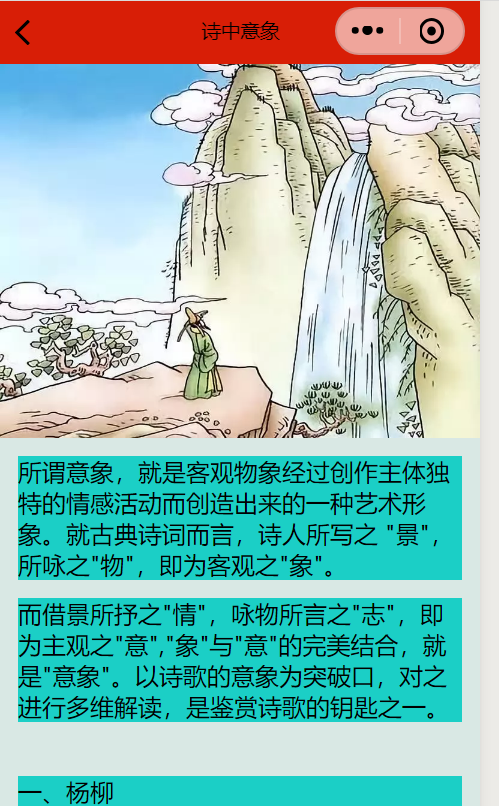 诗中意象
所谓意象，就是客观物象经过创作主体独
特的情感活动而创造出来的一种艺术形
象。就古典诗词而言，诗人所写之 "景"，
所咏之"物"，即为客观之"象"。
而借景所抒之"情"，咏物所言之"志"，即
为主观之"意","象"与"意"的完美结合，就
是"意象"。以诗歌的意象为突破口，对之
进行多维解读，是鉴赏诗歌的钥匙之一。
一、杨柳